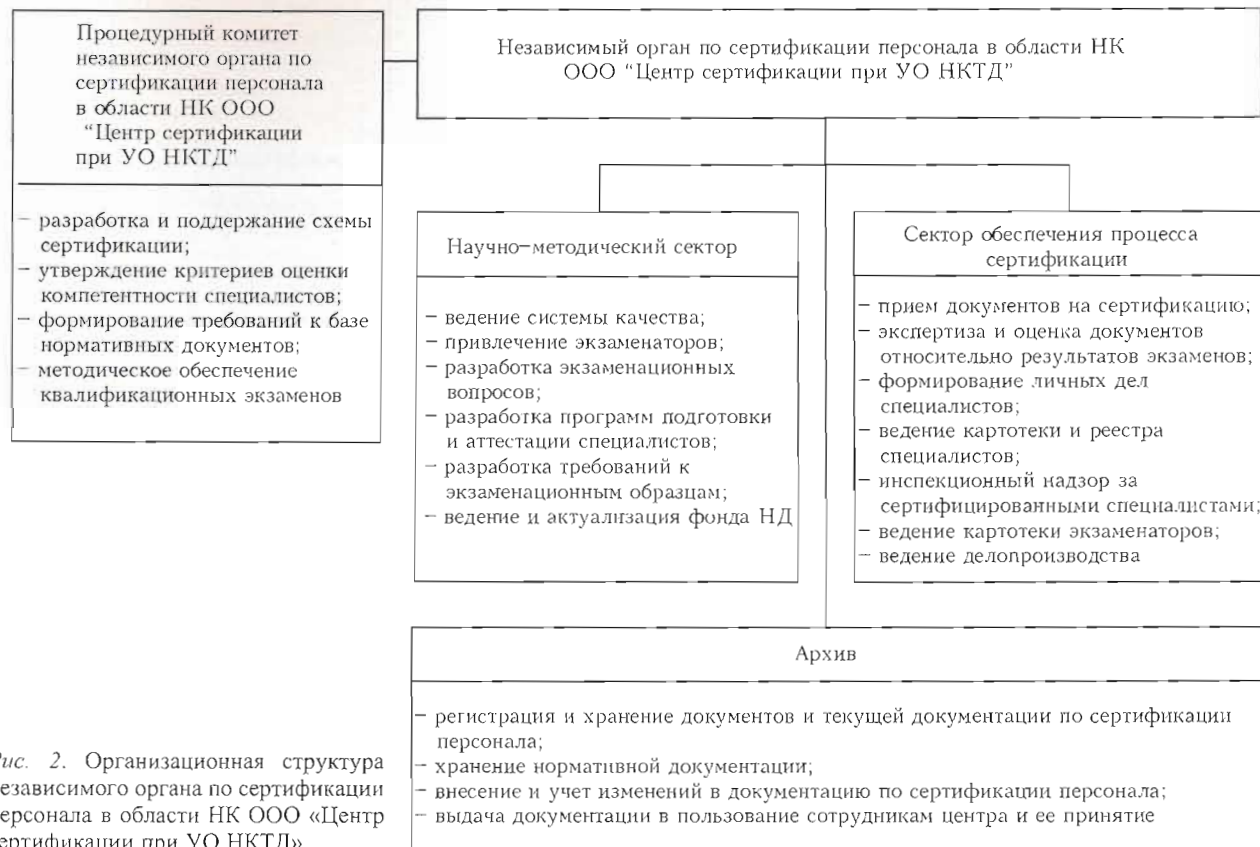 Процедурный комитет
независимого органа по
сертификации персонала
в области НК ООО
“Центр сертификации
при УО НКТД”
– разработка и поддержание схемы
сертификации;
– утверждение критериев оценки
компетентности специалистов;
– формирование требований к базе
нормативных документов;
– методическое обеспечение
квалификационных экзаменов
Независимый орган по сертификации персонала в области НК
ООО “Центр сертификации при УО НКТД”
Научно-методический сектор
– ведение системы качества;
– привлечение экзаменаторов;
– разработка экзаменационных
вопросов;
– разработка программ подготовки
и аттестации специалистов;
– разработка требований к
экзаменационным образцам;
– ведение и актуализация фонда НД
Сектор обеспечения процесса
сертификации
– прием документов на сертификацию;
– экспертиза и оценка документов
относительно результатов экзаменов;
– формирование личных дел
специалистов;
– ведение картотеки и реестра
специалистов;
– инспекционный надзор за
сертифицированными специалистами;
– ведение картотеки экзаменаторов;
– ведение делопроизводства
Архив
– регистрация и хранение документов и текущей документации по сертификации
персонала;
– хранение нормативной документации;
– внесение и учет изменений в документацию по сертификации персонала;
– выдача документации в пользование сотрудникам центра и ее принятие
ис. 2. Организационная структура
езависимого органа по сертификации
ерсонала в области НК ООО «Центр
ертификации при УО НКТД»